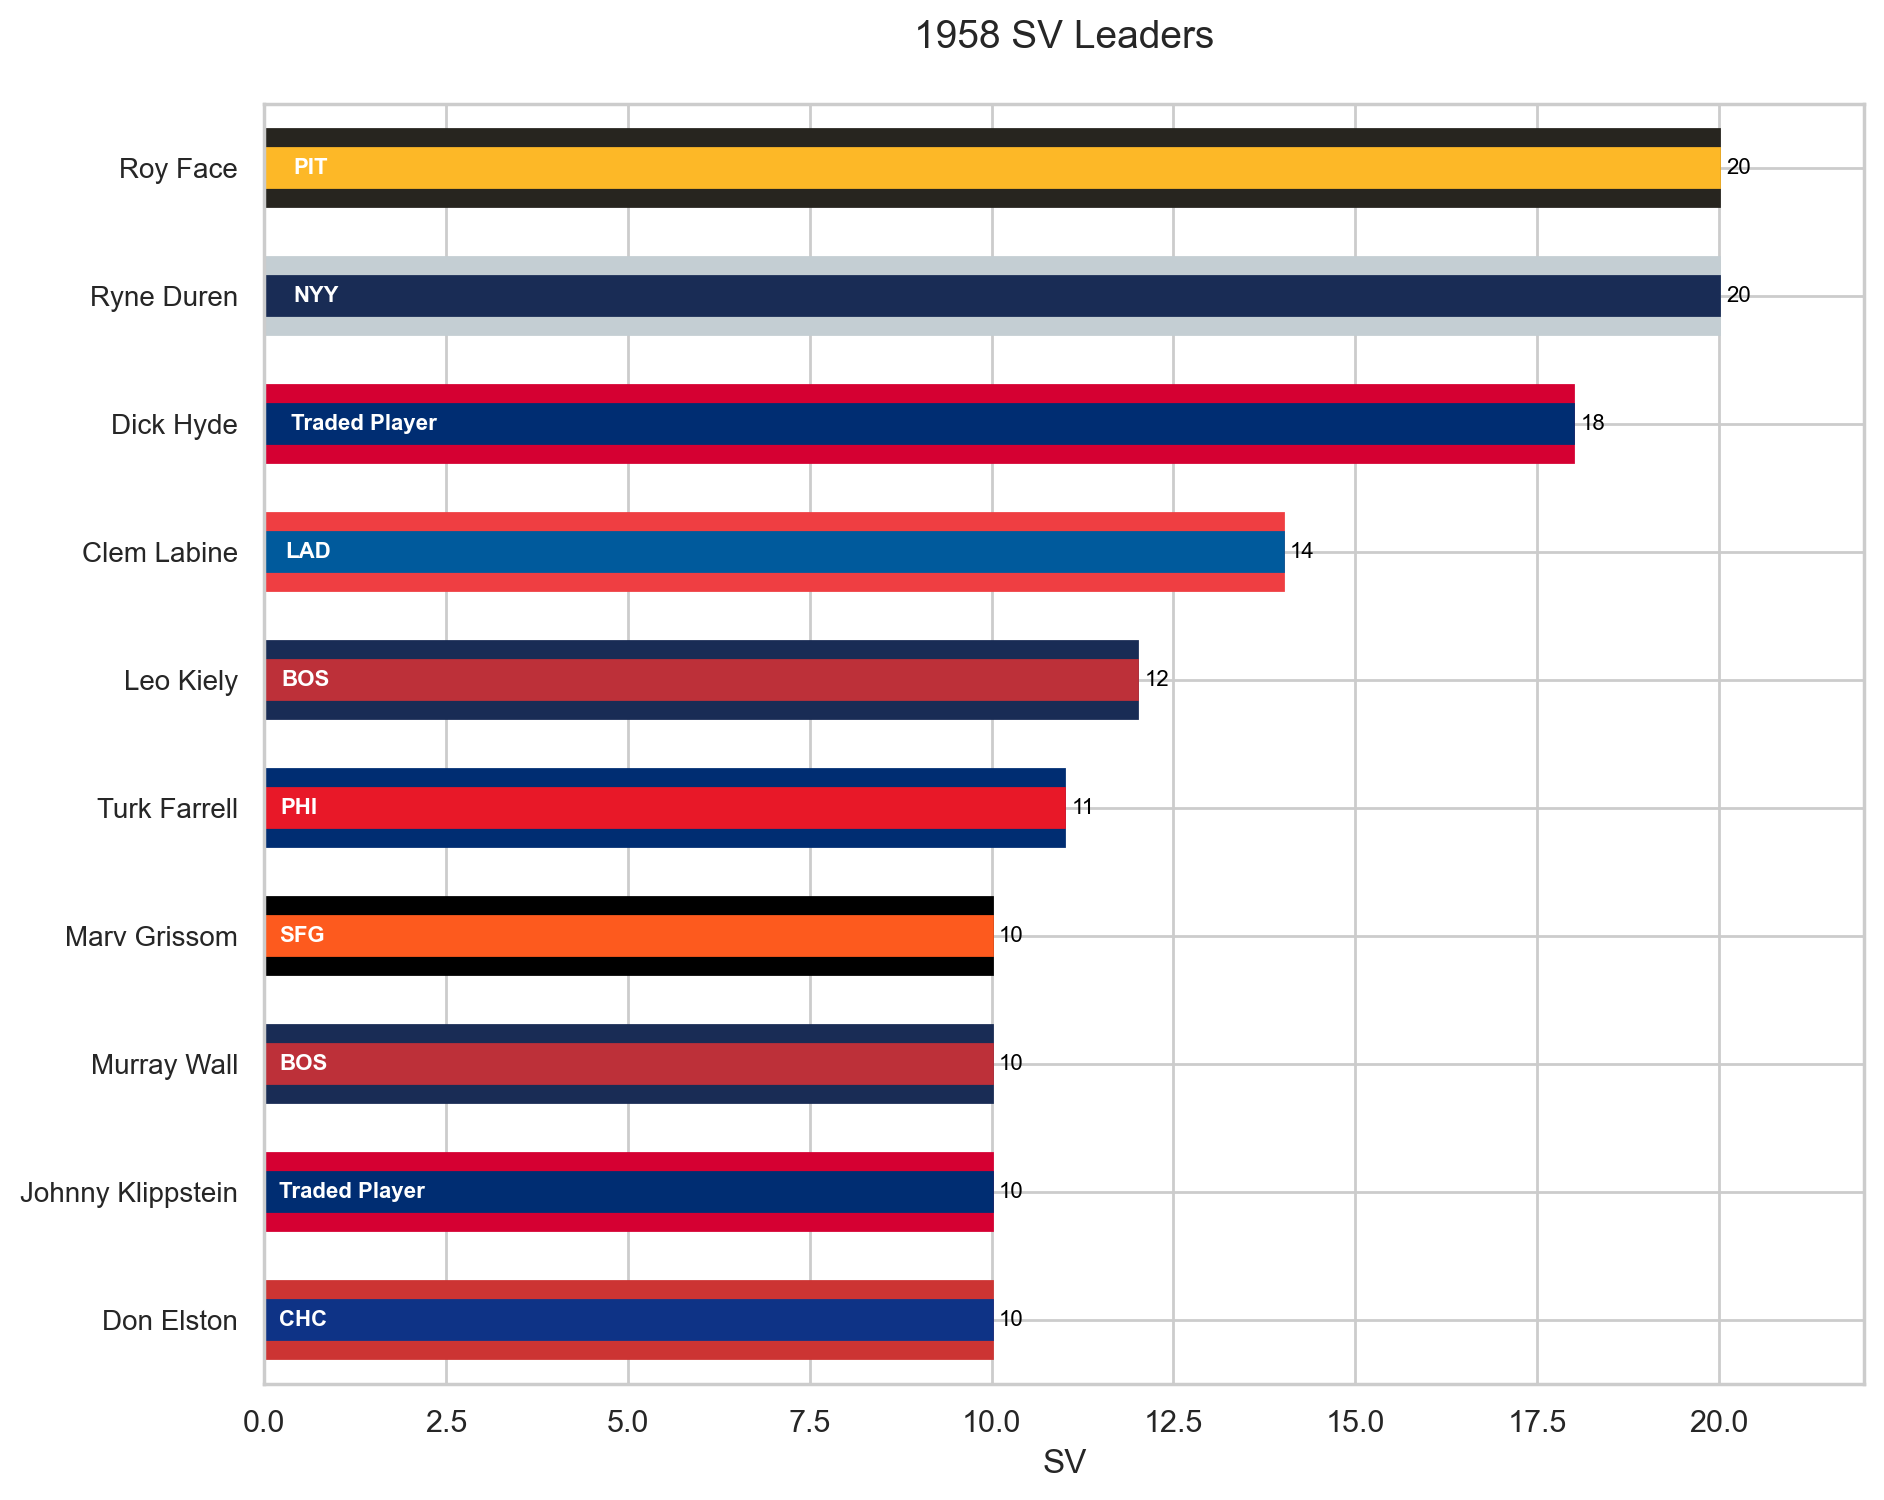 1958 SV Leaders
Roy Face PIT 20
Ryne Duren NYY 20
Dick Hyde Traded Player 18
Clem Labine LAD 14
Leo Kiely BOS 12
Turk Farrell PHI 11
Marv Grissom SFG 10
Murray Wall BOS 10
Johnny Klippstein Traded Player 10
Don Elston CHC 10
0.0 2.5 5.0 7.5 10.0 12.5 15.0 17.5 20.0
SV